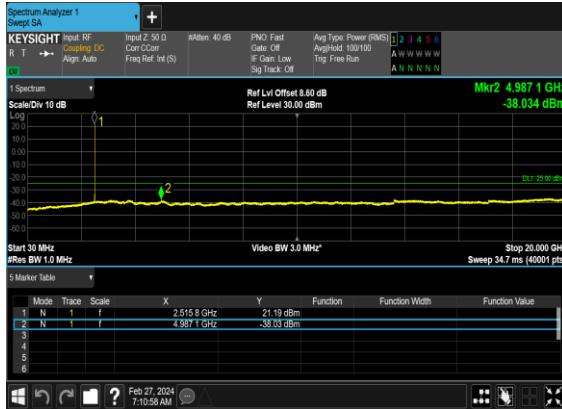 Spectrum Analyzer 1
Swept SA
+
KEYSIGHT Input: RF Input Z: 50 Ω #Atten: 40 dB PNO: Fast Avg Type: Power (RMS) 1 2 3 4 5 6
R T Coupling: DC Corr CCorr Gate: Off Avg|Hold: 100/100 A W W W W W
Align: Auto Freq Ref: Int (S) IF Gain: Low Trig: Free Run
LU Sig Track: Off A N N N N N
1 Spectrum Ref Lvl Offset 8.60 dB Mkr2 4.987 1 GHz
Scale/Div 10 dB Ref Level 30.00 dBm -38.034 dBm
Log
20.0
10.0
0.00
-10.0
-20.0
-30.0
-40.0
-50.0
-60.0
1
2
DL1 -25.00 dBm
Start 30 MHz Video BW 3.0 MHz* Stop 20.000 GHz
#Res BW 1.0 MHz Sweep 34.7 ms (40001 pts)
5 Marker Table
Mode Trace Scale X Y Function Function Width Function Value
1 N 1 f 2.515 8 GHz 21.19 dBm
2 N 1 f 4.987 1 GHz -38.03 dBm
3
4
5
6
? Feb 27, 2024
7:10:58 AM